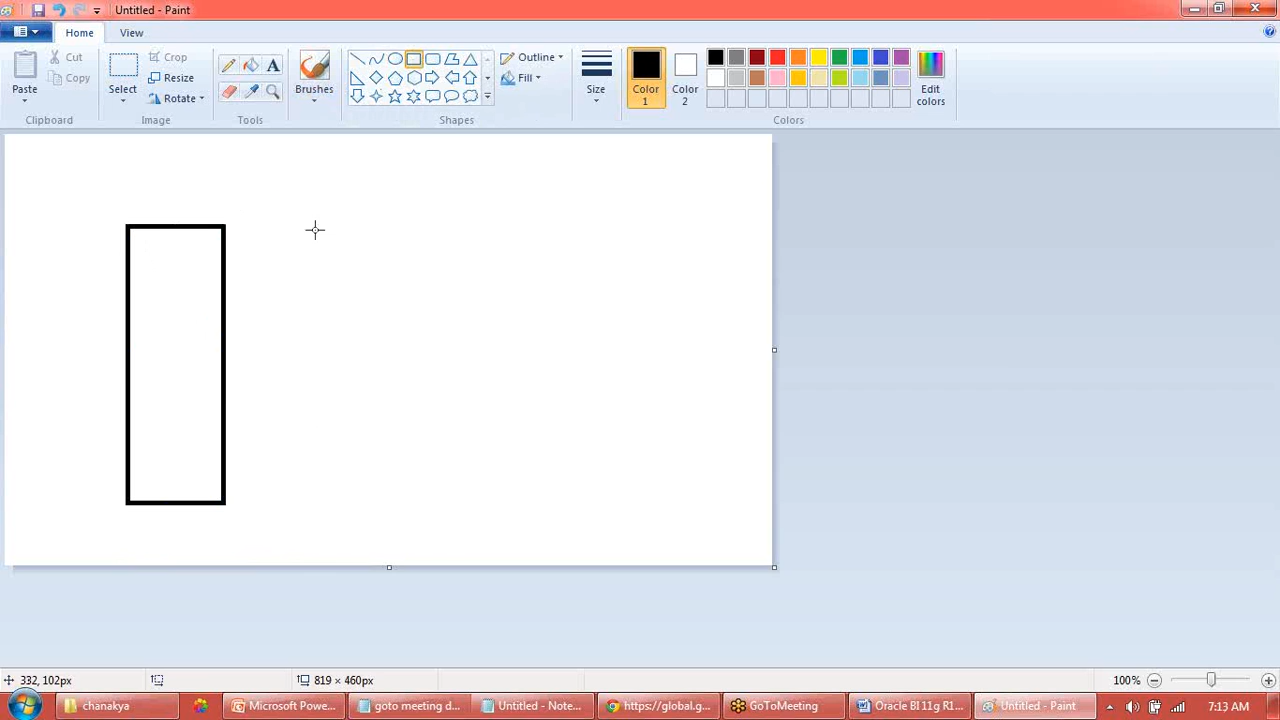 Untitled - Paint
Home View
Paste Cut Copy
Clipboard
Select Crop Resize Rotate
Image
Tools
Brushes
Outline Fill
Shapes
Size
Color 1
Color 2
Edit colors
Colors
332, 102px
819 × 460px
100%
chanakya
Microsoft Powe...
goto meeting d...
Untitled - Note...
https://global.g...
GoToMeeting
Oracle BI 11g R1...
Untitled - Paint
7:13 AM